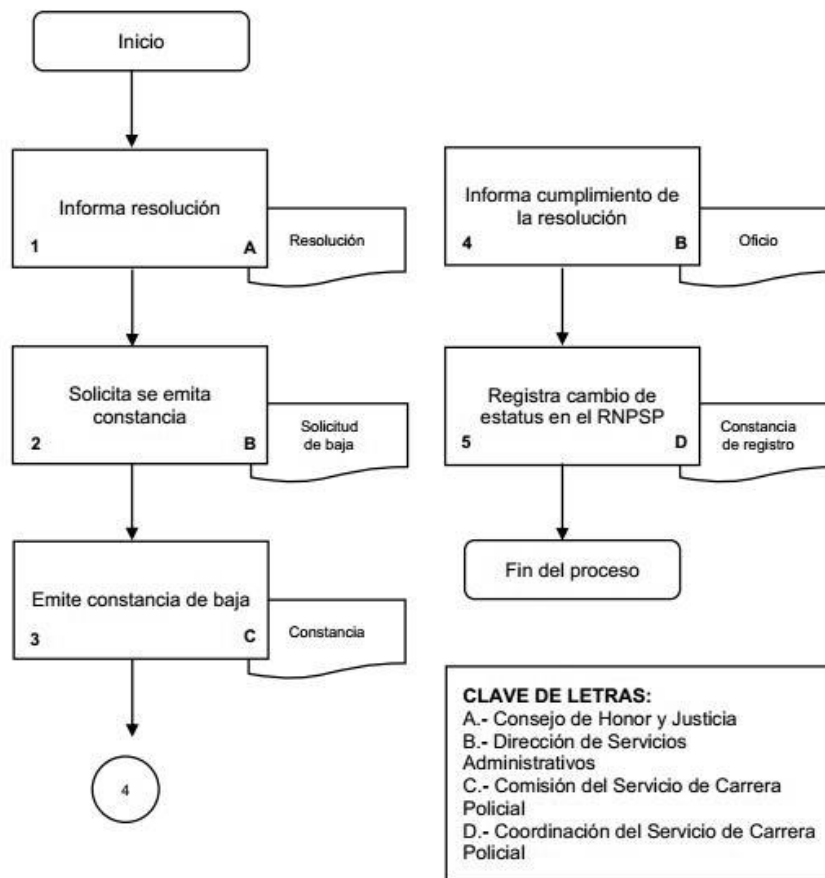 Inicio
Informa resolución
1
A
Resolución
Solicita se emita
constancia
2
B
Solicitud
de baja
Emite constancia de baja
3
C
Constancia
4
Informa cumplimiento de
la resolución
4
B
Oficio
Registra cambio de
estatus en el RNPSP
5
D
Constancia
de registro
Fin del proceso
CLAVE DE LETRAS:
A.- Consejo de Honor y Justicia
B.- Dirección de Servicios
Administrativos
C.- Comisión del Servicio de Carrera
Policial
D.- Coordinación del Servicio de Carrera
Policial